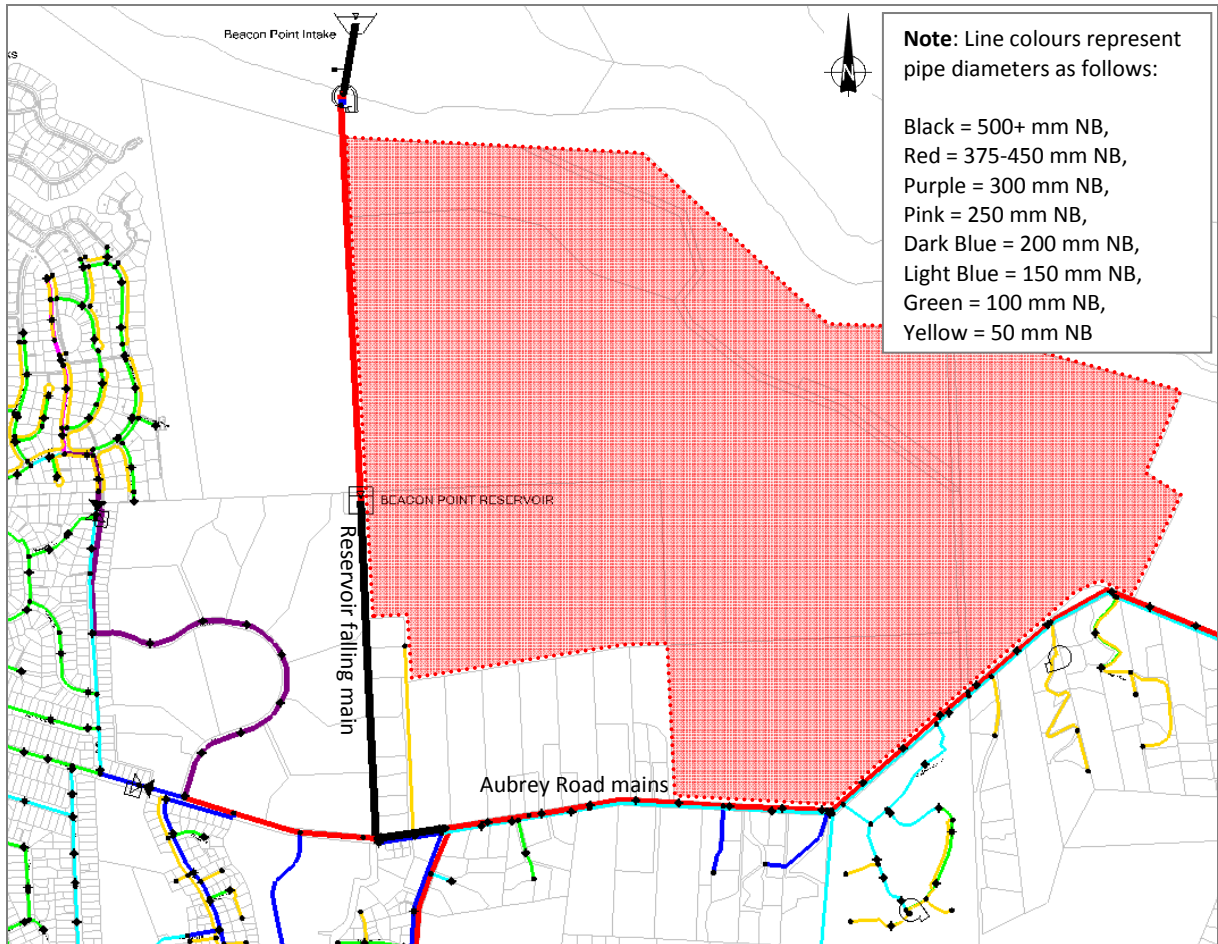 Beacon Point Intake
ks
N
Note: Line colours represent
pipe diameters as follows:
Black = 500+ mm NB,
Red = 375-450 mm NB,
Purple = 300 mm NB,
Pink = 250 mm NB,
Dark Blue = 200 mm NB,
Light Blue = 150 mm NB,
Green = 100 mm NB,
Yellow = 50 mm NB
BEACON POINT RESERVOIR
Reservoir falling main
Aubrey Road mains